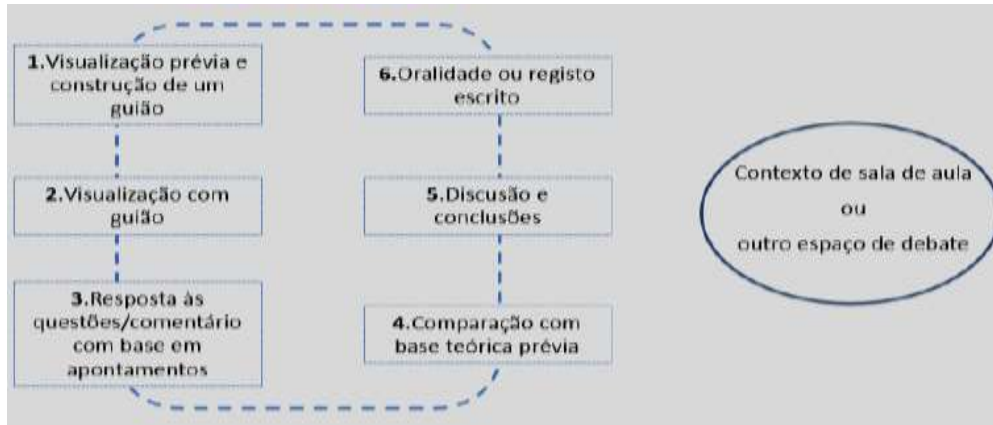 1.Visualização prévia e
construção de um
guião
2.Visualização com
guião
3.Resposta às
questões/comentário
com base em
apontamentos
4.Comparação com
base teórica prévia
5.Discusão e
conclusões
6.Oralidade ou registo
escrito
Contexto de sala de aula
ou
outro espaço de debate